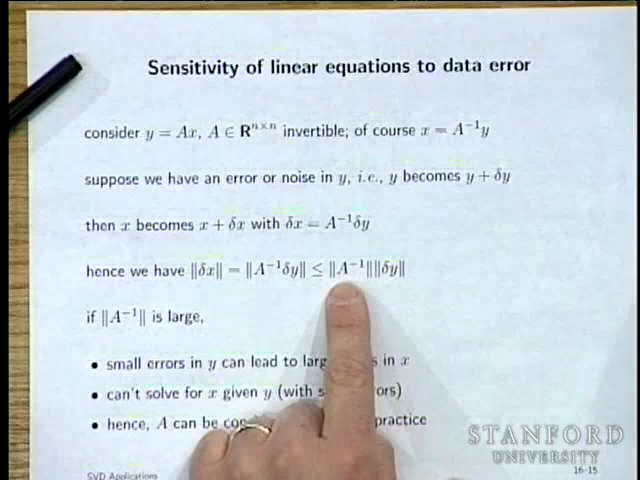 Sensitivity of linear equations to data error
consider y = Ax, A ∈ R^{n×n} invertible; of course x = A^{-1}y
suppose we have an error or noise in y, i.e., y becomes y + δy
then x becomes x + δx with δx = A^{-1}δy
hence we have ‖δx‖ = ‖A^{-1}δy‖ ≤ ‖A^{-1}‖‖δy‖
if ‖A^{-1}‖ is large,
• small errors in y can lead to in x
• can't solve for x given y (with
• hence, A can be practice
STANFORD
UNIVERSITY
SVD Applications 16-15